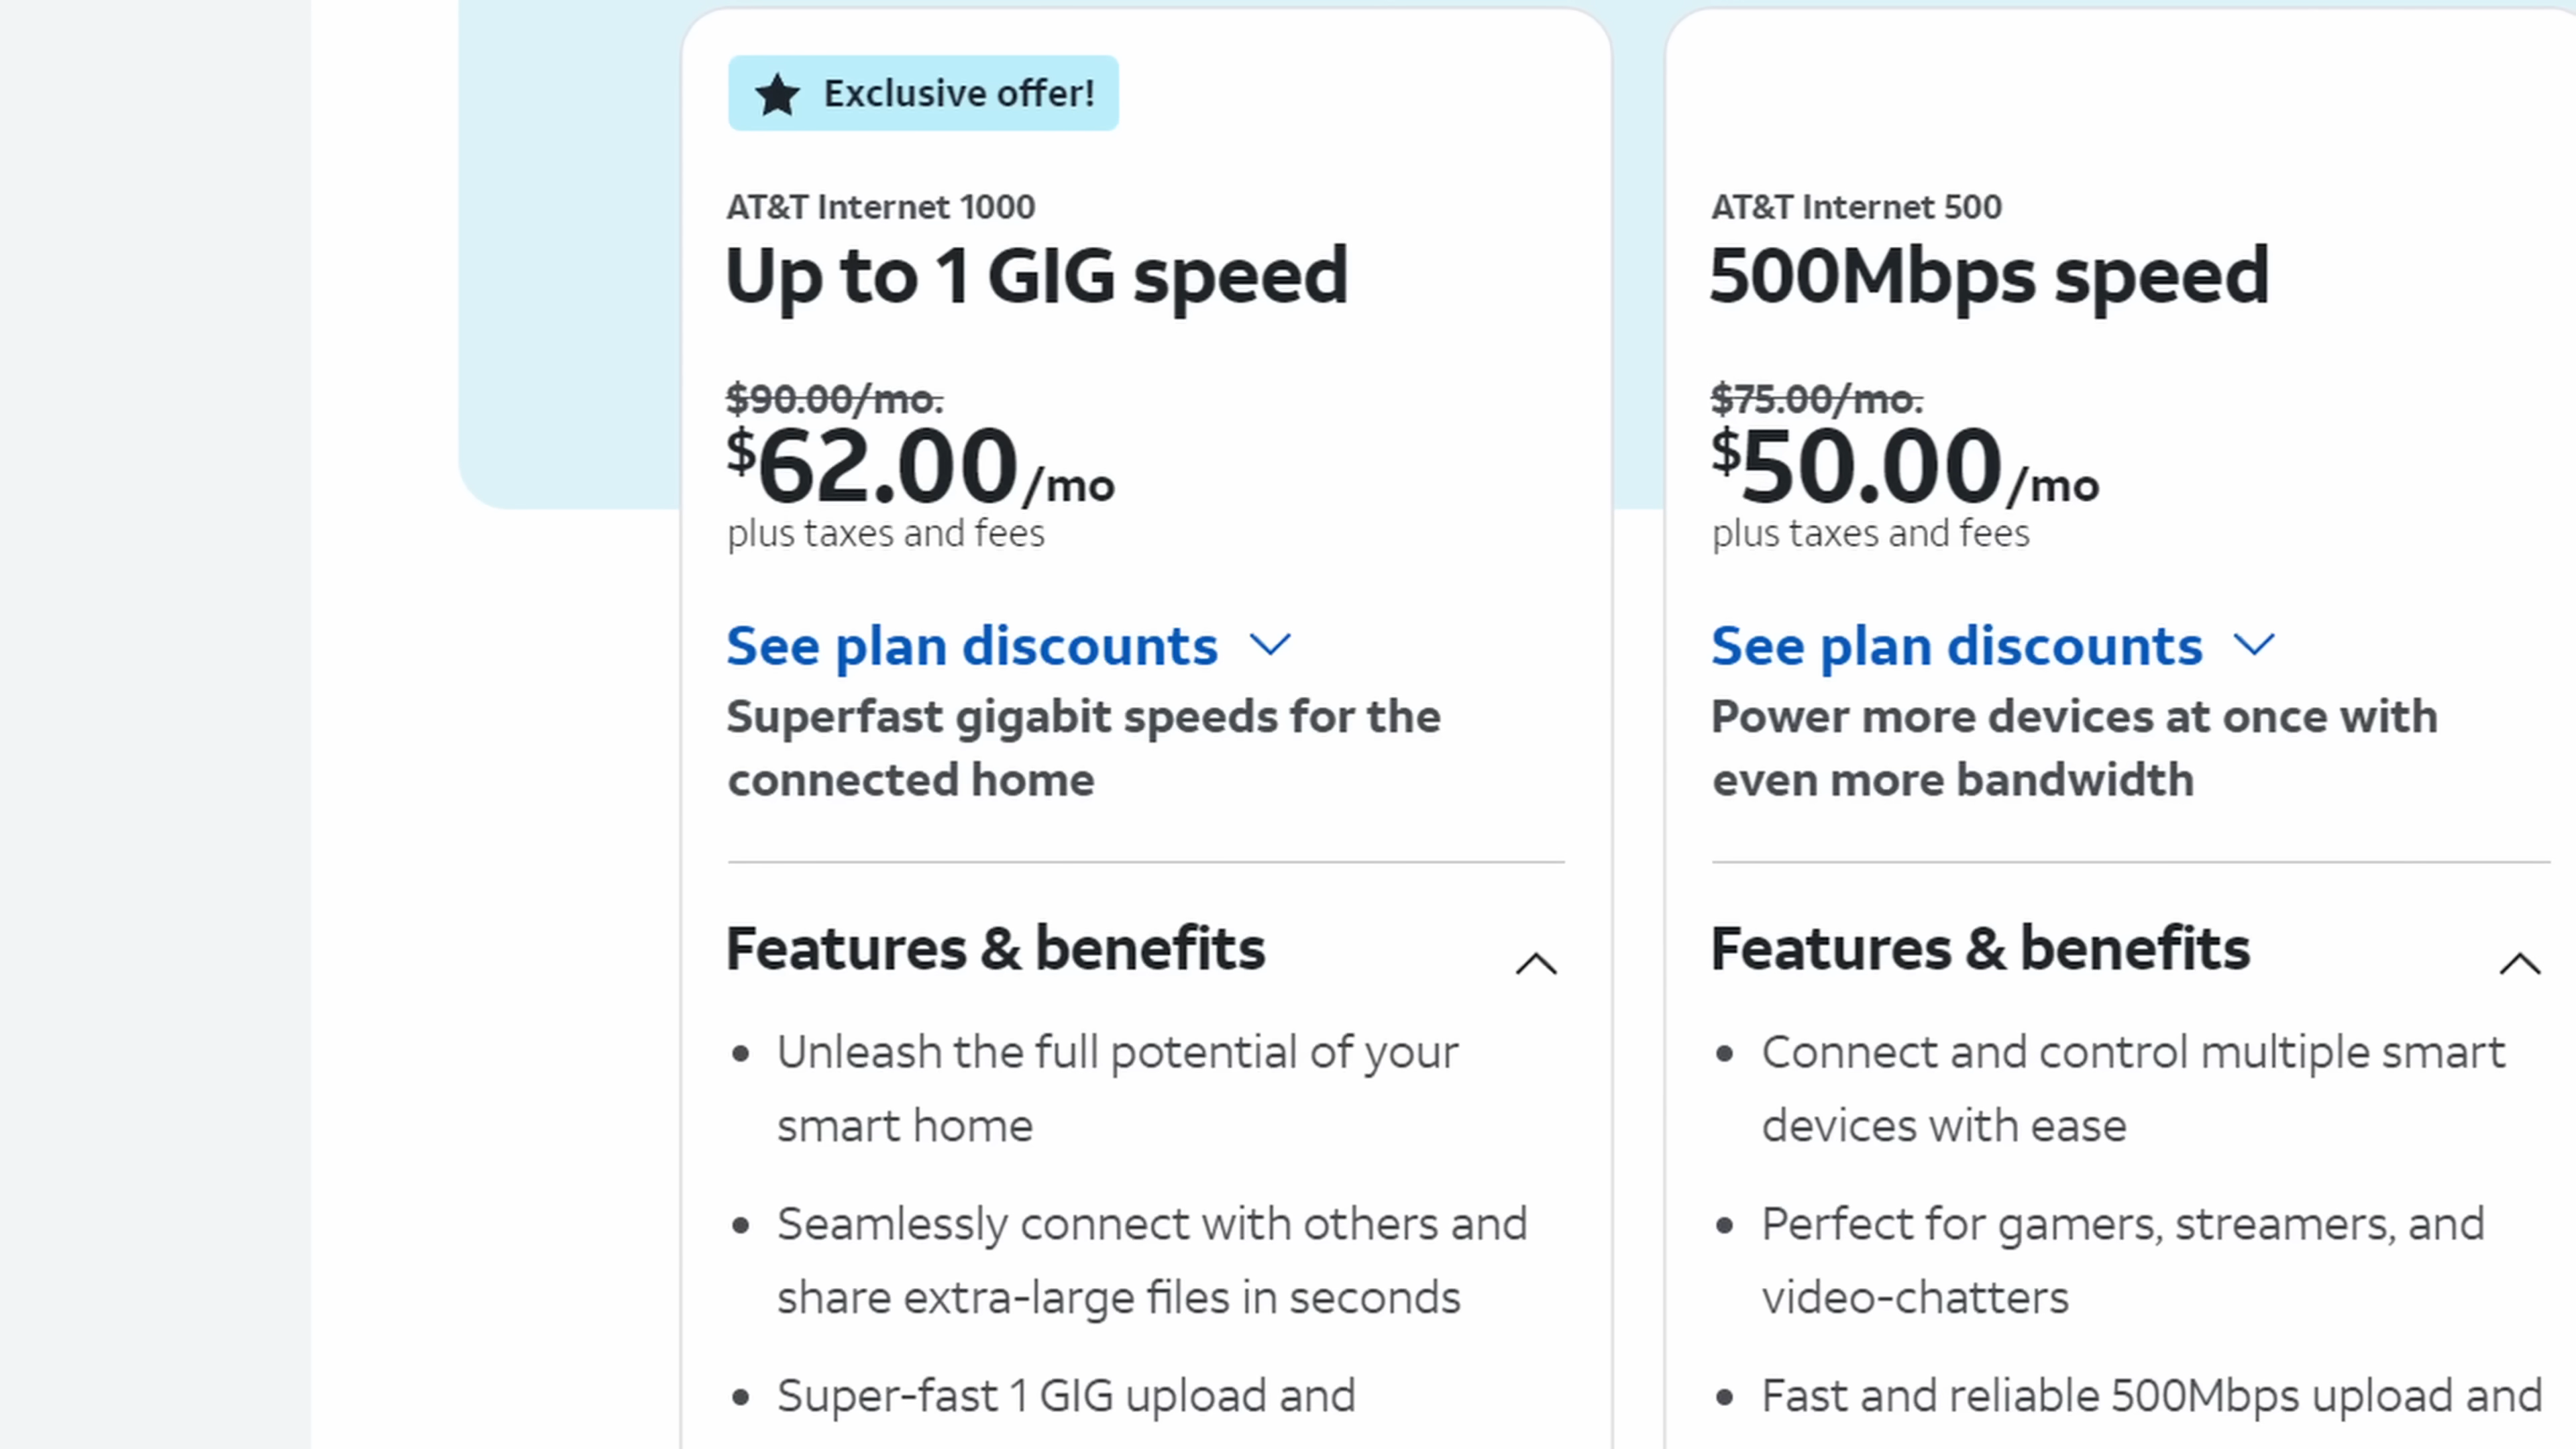 Exclusive offer!
AT&T Internet 1000
Up to 1 GIG speed
$90.00/mo.
$62.00/mo
plus taxes and fees
See plan discounts
Superfast gigabit speeds for the
connected home
Features & benefits
• Unleash the full potential of your
smart home
• Seamlessly connect with others and
share extra-large files in seconds
• Super-fast 1 GIG upload and
AT&T Internet 500
500Mbps speed
$75.00/mo.
$50.00/mo
plus taxes and fees
See plan discounts
Power more devices at once with
even more bandwidth
Features & benefits
• Connect and control multiple smart
devices with ease
• Perfect for gamers, streamers, and
video-chatters
• Fast and reliable 500Mbps upload and